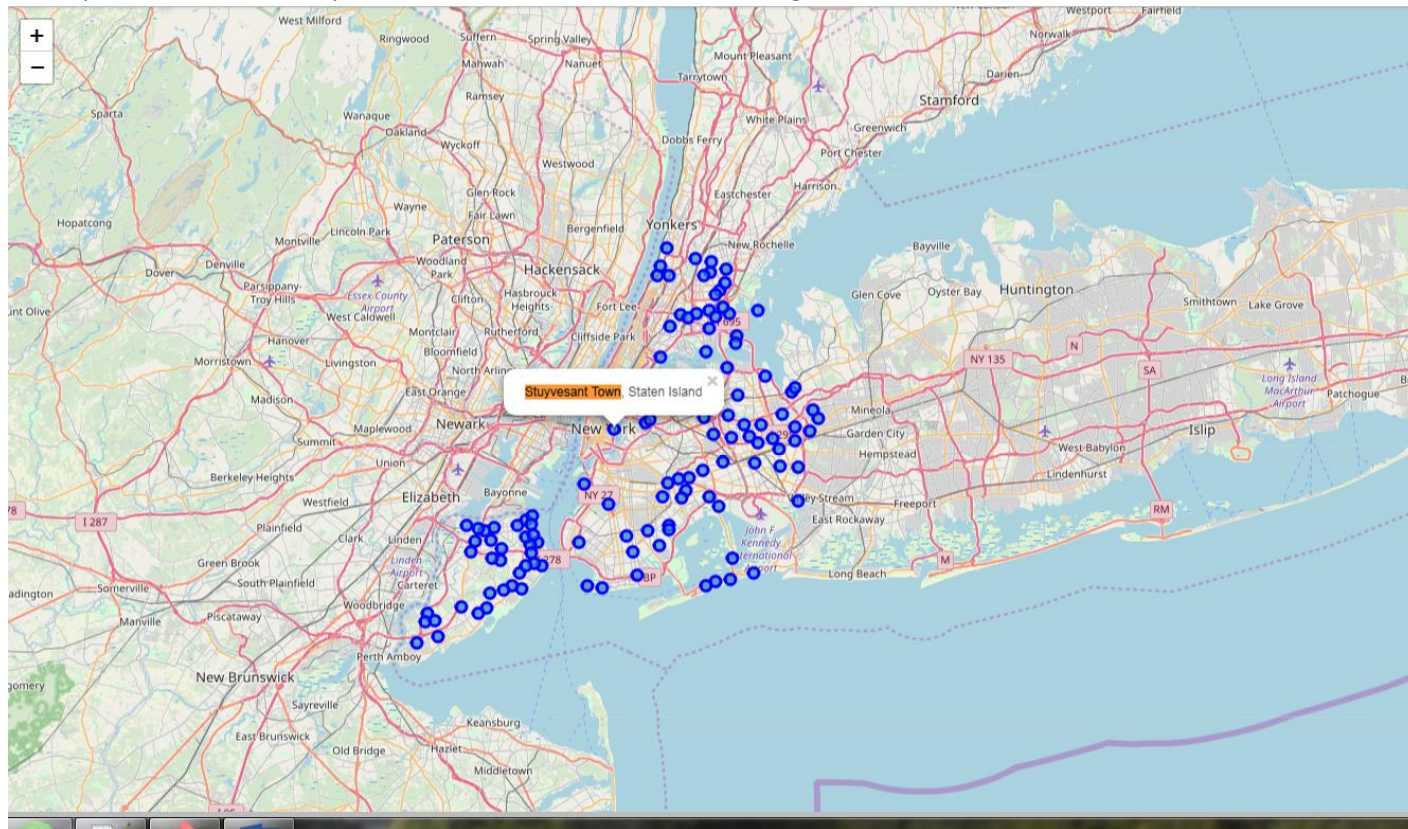 +
−
West Milford
Westport
Fairfield
Ringwood
Suffern
Spring Valley
Norwalk
Mahwah
Nanuet
Mount Pleasant
Tarrytown
Darien
Ramsey
Stamford
Sparta
Wanaque
White Plains
Oakland
Greenwich
Wyckoff
Dobbs Ferry
Port Chester
Westwood
Glen Rock
Eastchester
Harrison
Hopatcong
Wayne
Fair Lawn
Yonkers
Lincoln Park
Bergenfield
Montville
Paterson
New Rochelle
Bayville
Denville
Woodland Park
Hackensack
Dover
Parsippany-Troy Hills
Essex County Airport
Clifton
Hasbrouck Heights
Fort Lee
Glen Cove
Oyster Bay
Huntington
Smithtown
Lake Grove
West Caldwell
Montclair
Rutherford
Cliffside Park
695
Hanover
Bloomfield
NY 135
N
Morristown
Livingston
North Arlin
SA
Long Island MacArthur Airport
Stuyvesant Town, Staten Island
×
East Orange
Patchogue
Madison
Mineola
Maplewood
Newark
New York
Garden City
Islip
Summit
Hempstead
West Babylon
Union
Lindenhurst
Berkeley Heights
Elizabeth
Bayonne
NY 27
Westfield
Freeport
78
RM
I 287
Plainfield
East Rockaway
Clark
Linden
John F Kennedy
Airport
Green Brook
Linden Airport
278
M
Carteret
BP
Long Beach
South Plainfield
Somerville
Woodbridge
Manville
Piscataway
Perth Amboy
New Brunswick
Sayreville
Keansburg
East Brunswick
Old Bridge
Hazlet
Middletown